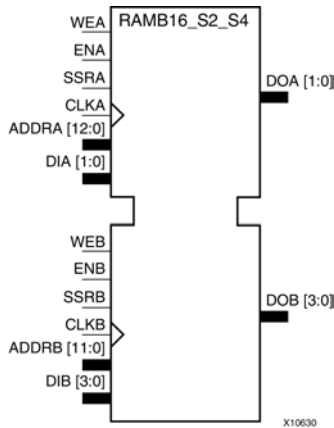 RAMB16_S2_S4
WEA
ENA
SSRA
CLKA
ADDRA [12:0]
DIA [1:0]
DOA [1:0]
WEB
ENB
SSRB
CLKB
ADDRB [11:0]
DIB [3:0]
DOB [3:0]
X10630